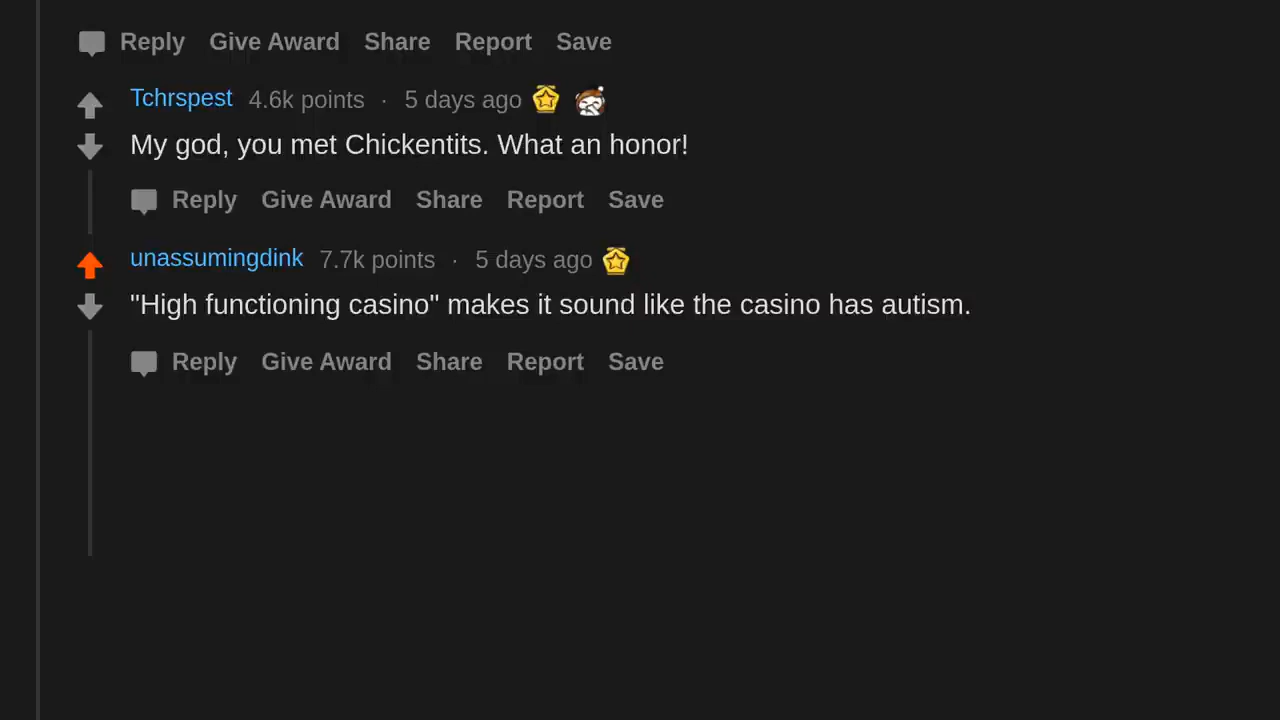 Reply Give Award Share Report Save
Tchrspest 4.6k points · 5 days ago
My god, you met Chickentits. What an honor!
Reply Give Award Share Report Save
unassumingdink 7.7k points · 5 days ago
"High functioning casino" makes it sound like the casino has autism.
Reply Give Award Share Report Save